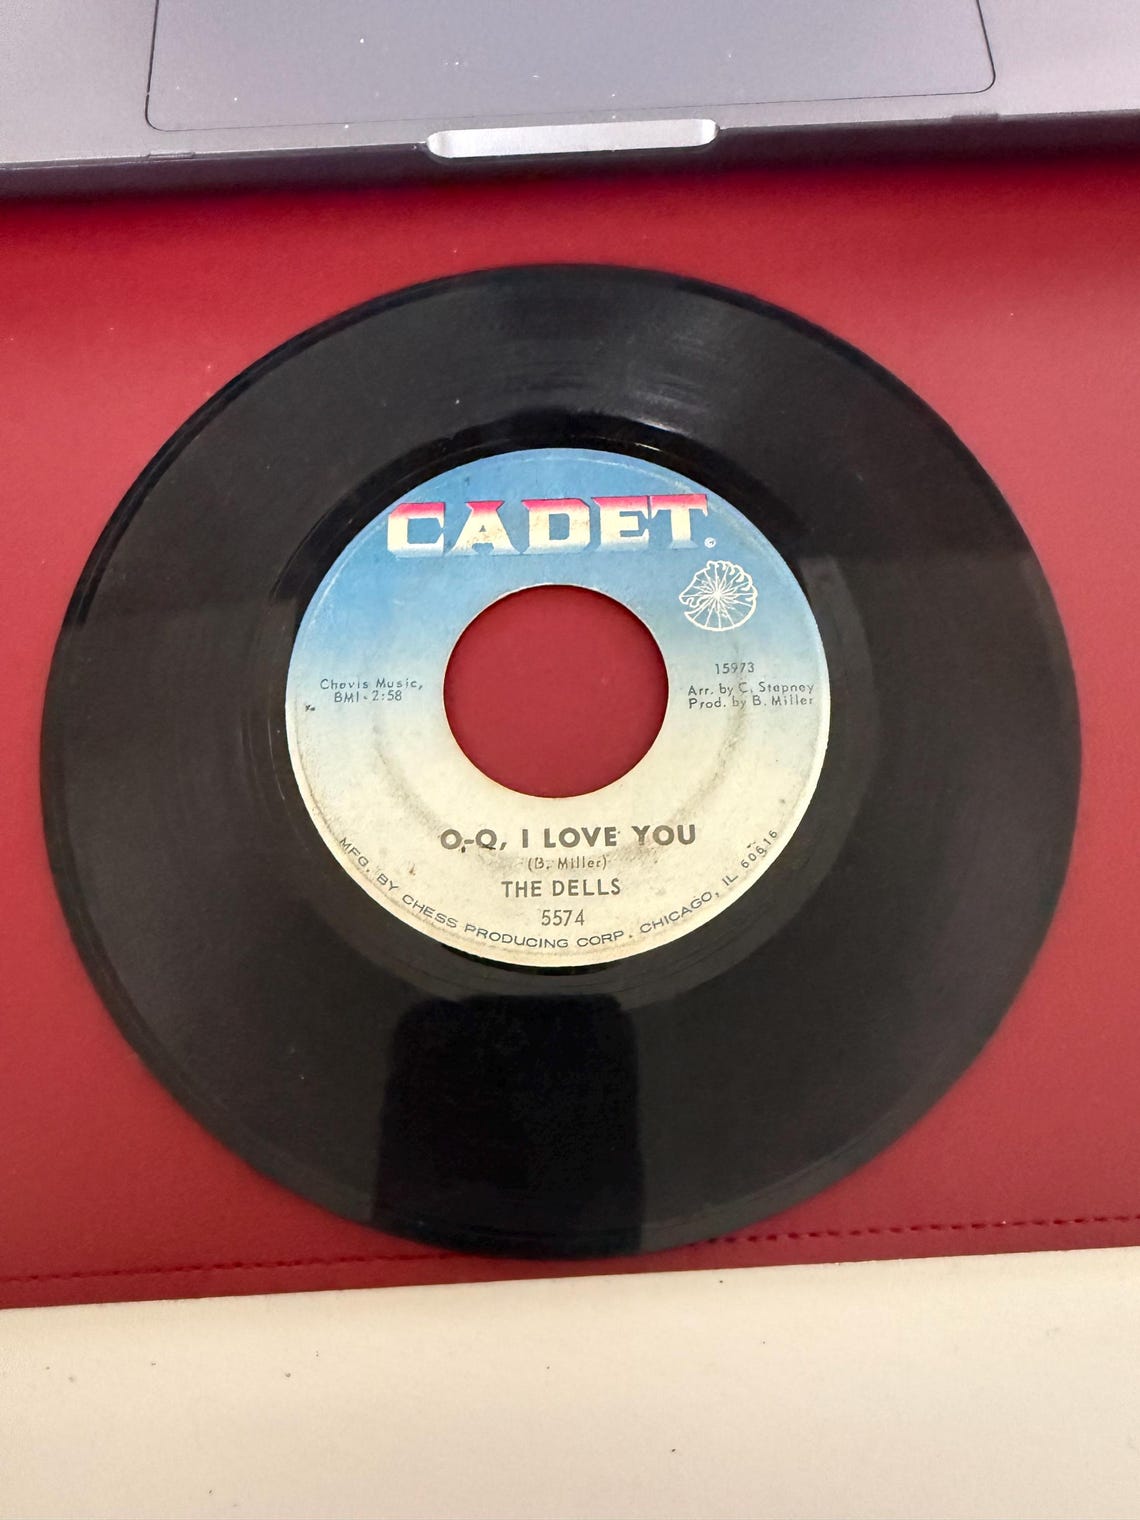 CADET.
©
15973
Chevis Music,
BMI - 2:58
Arr. by C. Stepney
Prod. by B. Miller
O-O, I LOVE YOU
(B. Miller)
THE DELLS
5574
MFG. BY CHESS PRODUCING CORP. CHICAGO, IL 60616